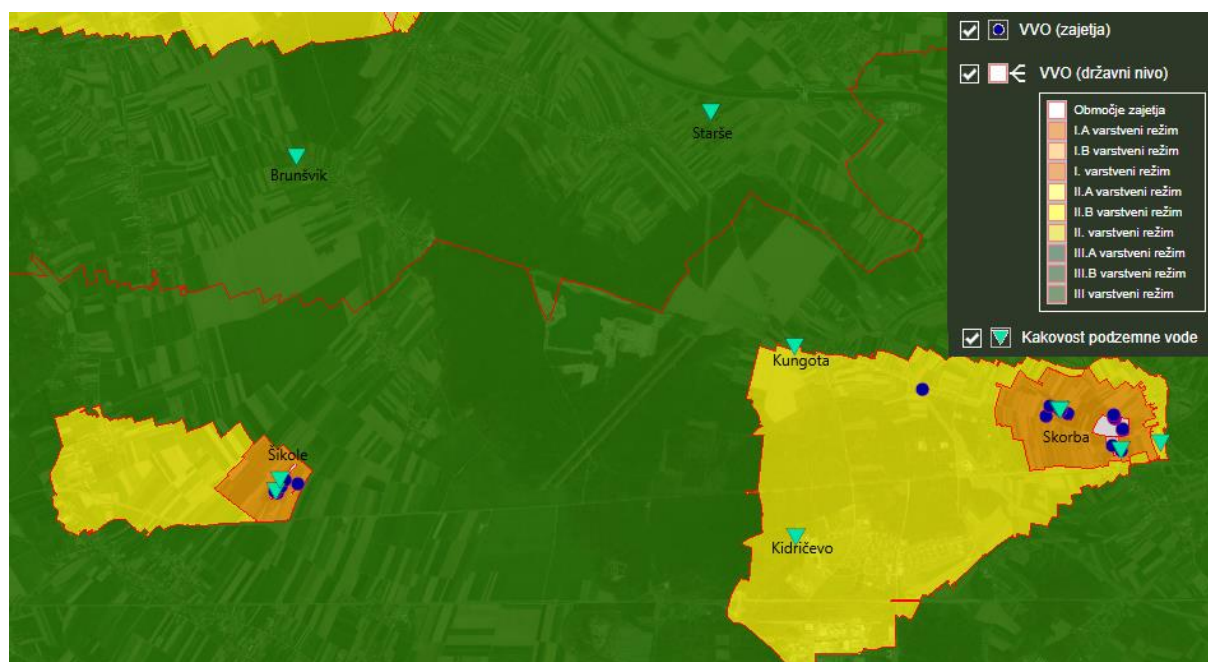 VVO (zajetja)
VVO (državni nivo)
Območje zajetja
I.A varstveni režim
I.B varstveni režim
I. varstveni režim
II.A varstveni režim
II.B varstveni režim
II. varstveni režim
III.A varstveni režim
III.B varstveni režim
III varstveni režim
Kakovost podzemne vode
Starše
Brunšvik
Kungota
Skorba
Šikole
Kidričevo